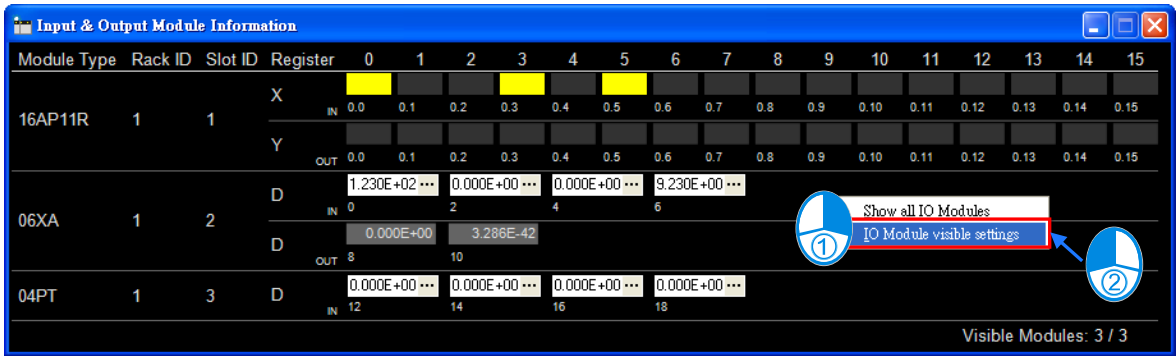 Input & Output Module Information
Module Type Rack ID Slot ID Register 0 1 2 3 4 5 6 7 8 9 10 11 12 13 14 15
16AP11R 1 1
X IN 0.0 0.1 0.2 0.3 0.4 0.5 0.6 0.7 0.8 0.9 0.10 0.11 0.12 0.13 0.14 0.15
Y OUT 0.0 0.1 0.2 0.3 0.4 0.5 0.6 0.7 0.8 0.9 0.10 0.11 0.12 0.13 0.14 0.15
06XA 1 2
D 1.230E+02 ••• 0.000E+00 ••• 0.000E+00 ••• 9.230E+00 •••
IN 0 2 4 6
D 0.000E+00 3.286E-42
OUT 8 10
Show all IO Modules
IO Module visible settings
1
2
04PT 1 3 D 0.000E+00 ••• 0.000E+00 ••• 0.000E+00 ••• 0.000E+00 •••
IN 12 14 16 18
Visible Modules: 3 / 3